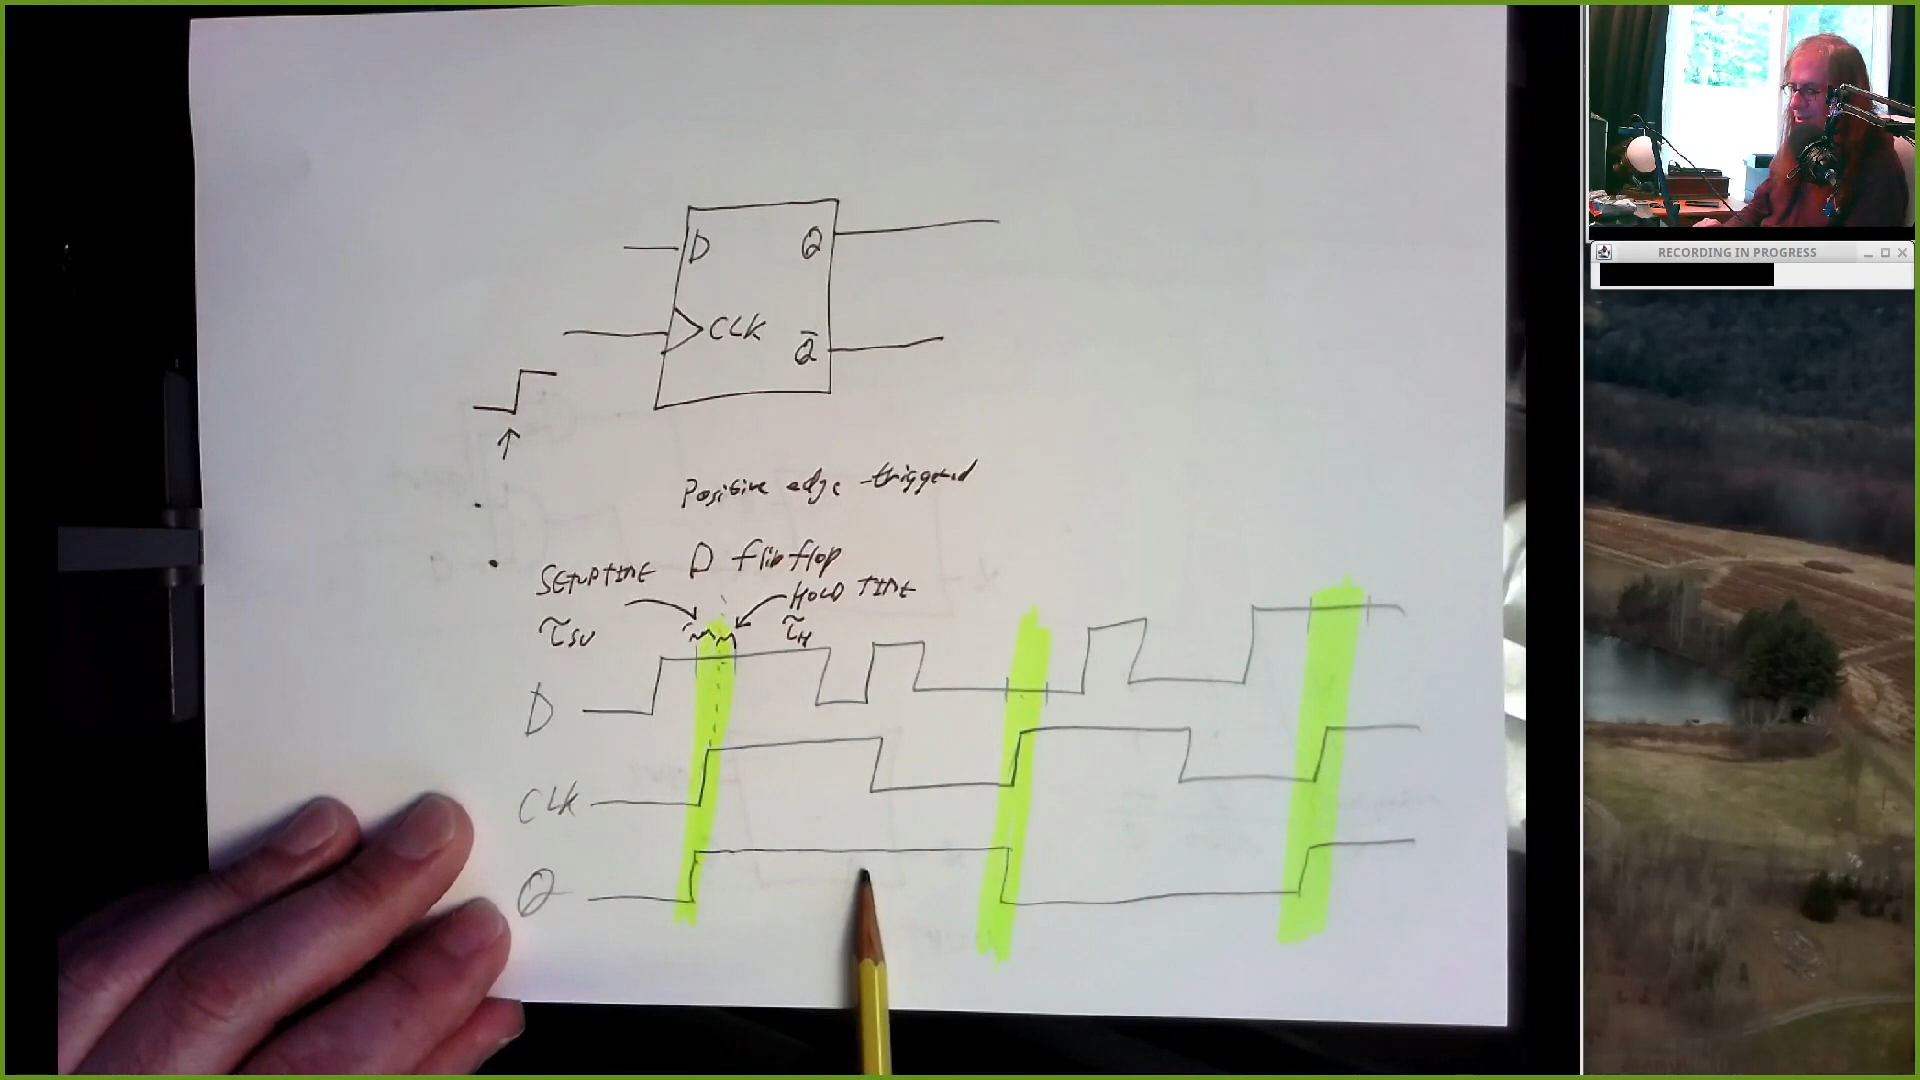 D Q
CLK
Q̄
Positive edge-triggered
D flip flop
SETUP TIME
HOLD TIME
τSU
τH
D
CLK
Q
RECORDING IN PROGRESS